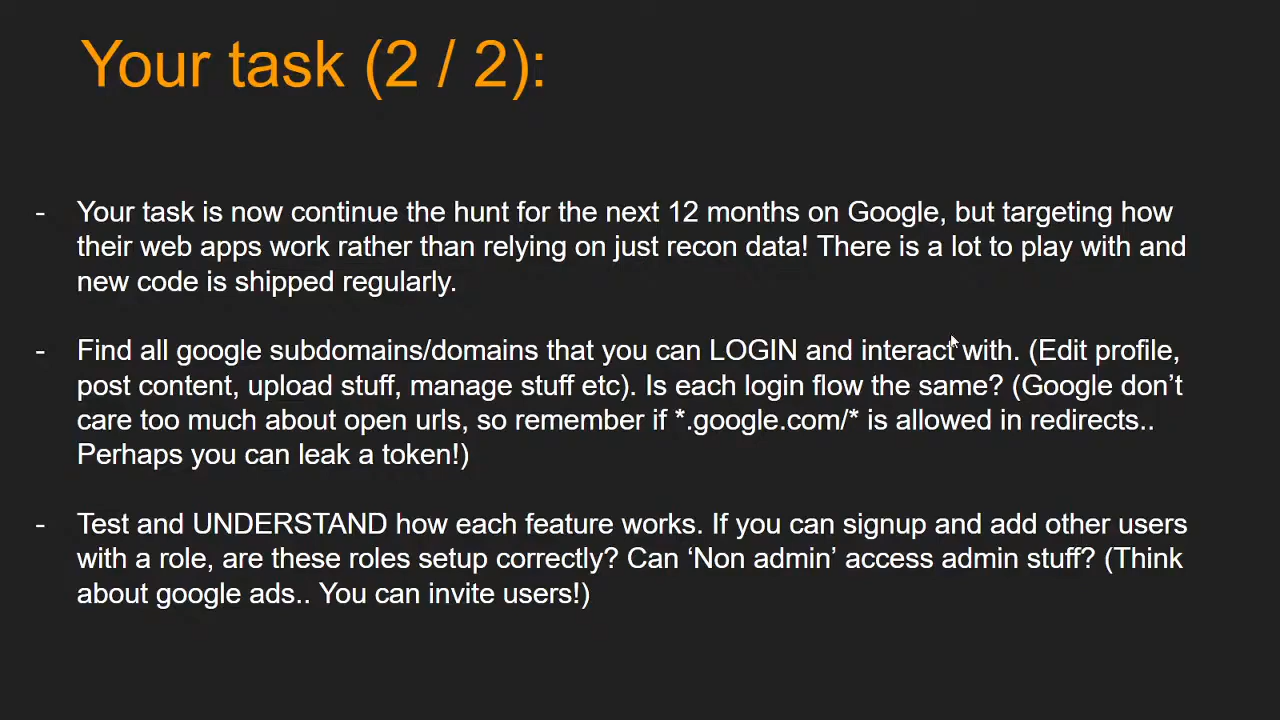 Your task (2 / 2):
- Your task is now continue the hunt for the next 12 months on Google, but targeting how
their web apps work rather than relying on just recon data! There is a lot to play with and
new code is shipped regularly.
- Find all google subdomains/domains that you can LOGIN and interact with. (Edit profile,
post content, upload stuff, manage stuff etc). Is each login flow the same? (Google don’t
care too much about open urls, so remember if *.google.com/* is allowed in redirects..
Perhaps you can leak a token!)
- Test and UNDERSTAND how each feature works. If you can signup and add other users
with a role, are these roles setup correctly? Can ‘Non admin’ access admin stuff? (Think
about google ads.. You can invite users!)